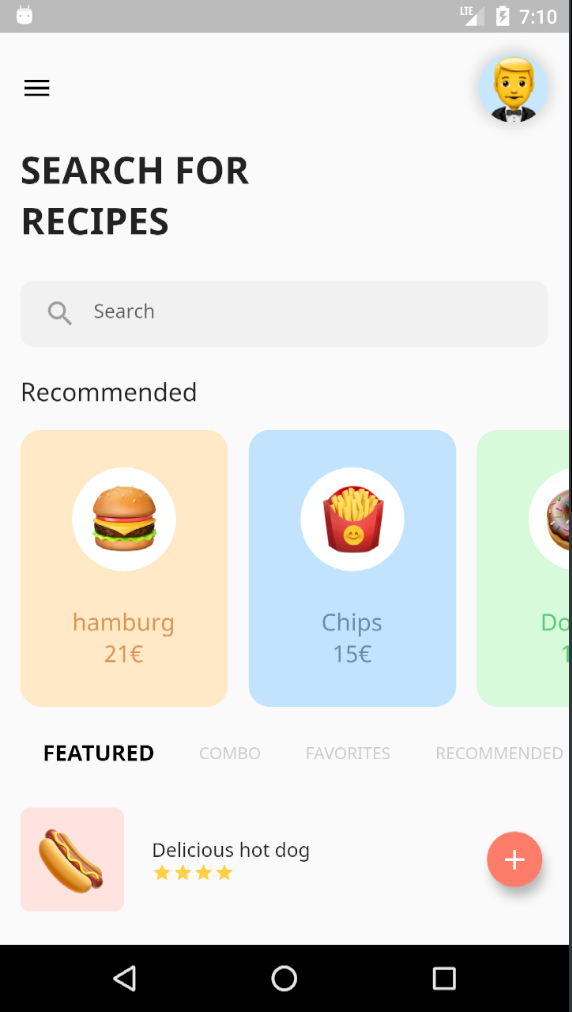 LTE 7:10
SEARCH FOR
RECIPES
Search
Recommended
hamburg
21€
Chips
15€
Do
1
FEATURED COMBO FAVORITES RECOMMENDED
Delicious hot dog